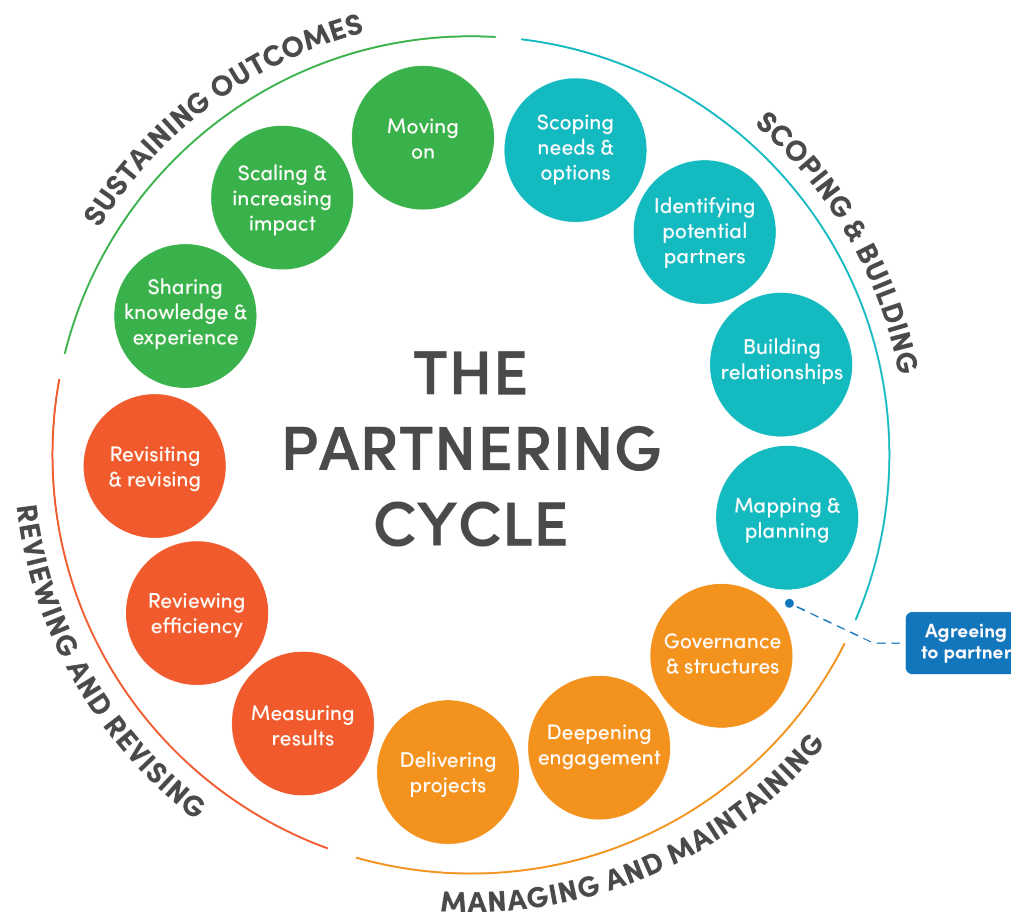 THE
PARTNERING
CYCLE
SCOPING & BUILDING
Scoping
needs &
options
Identifying
potential
partners
Building
relationships
Mapping &
planning
Agreeing
to partner
MANAGING AND MAINTAINING
Governance
& structures
Deepening
engagement
Delivering
projects
REVIEWING AND REVISING
Measuring
results
Reviewing
efficiency
Revisiting
& revising
SUSTAINING OUTCOMES
Sharing
knowledge &
experience
Scaling &
increasing
impact
Moving
on